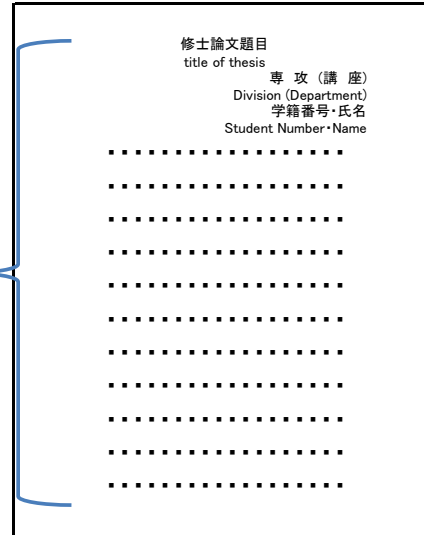 修士論文題目
title of thesis
専　攻　（講　座）
Division (Department)
学籍番号・氏名
Student Number・Name